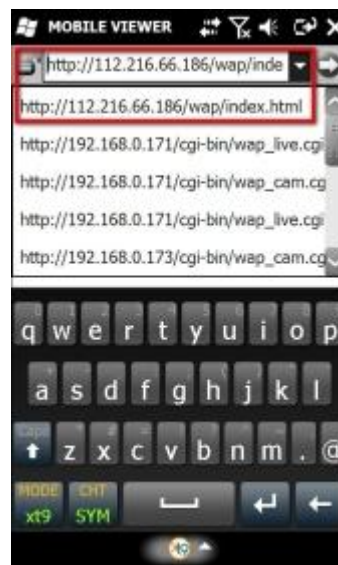 MOBILE VIEWER
http://112.216.66.186/wap/inde
http://112.216.66.186/wap/index.html
http://192.168.0.171/cgi-bin/wap_live.cgi
http://192.168.0.171/cgi-bin/wap_cam.cg
http://192.168.0.171/cgi-bin/wap_live.cgi
http://192.168.0.173/cgi-bin/wap_cam.cg
q w e r t y u i o p
a s d f g h j k l
Caps z x c v b n m . @
MODE CHT
xt9 SYM